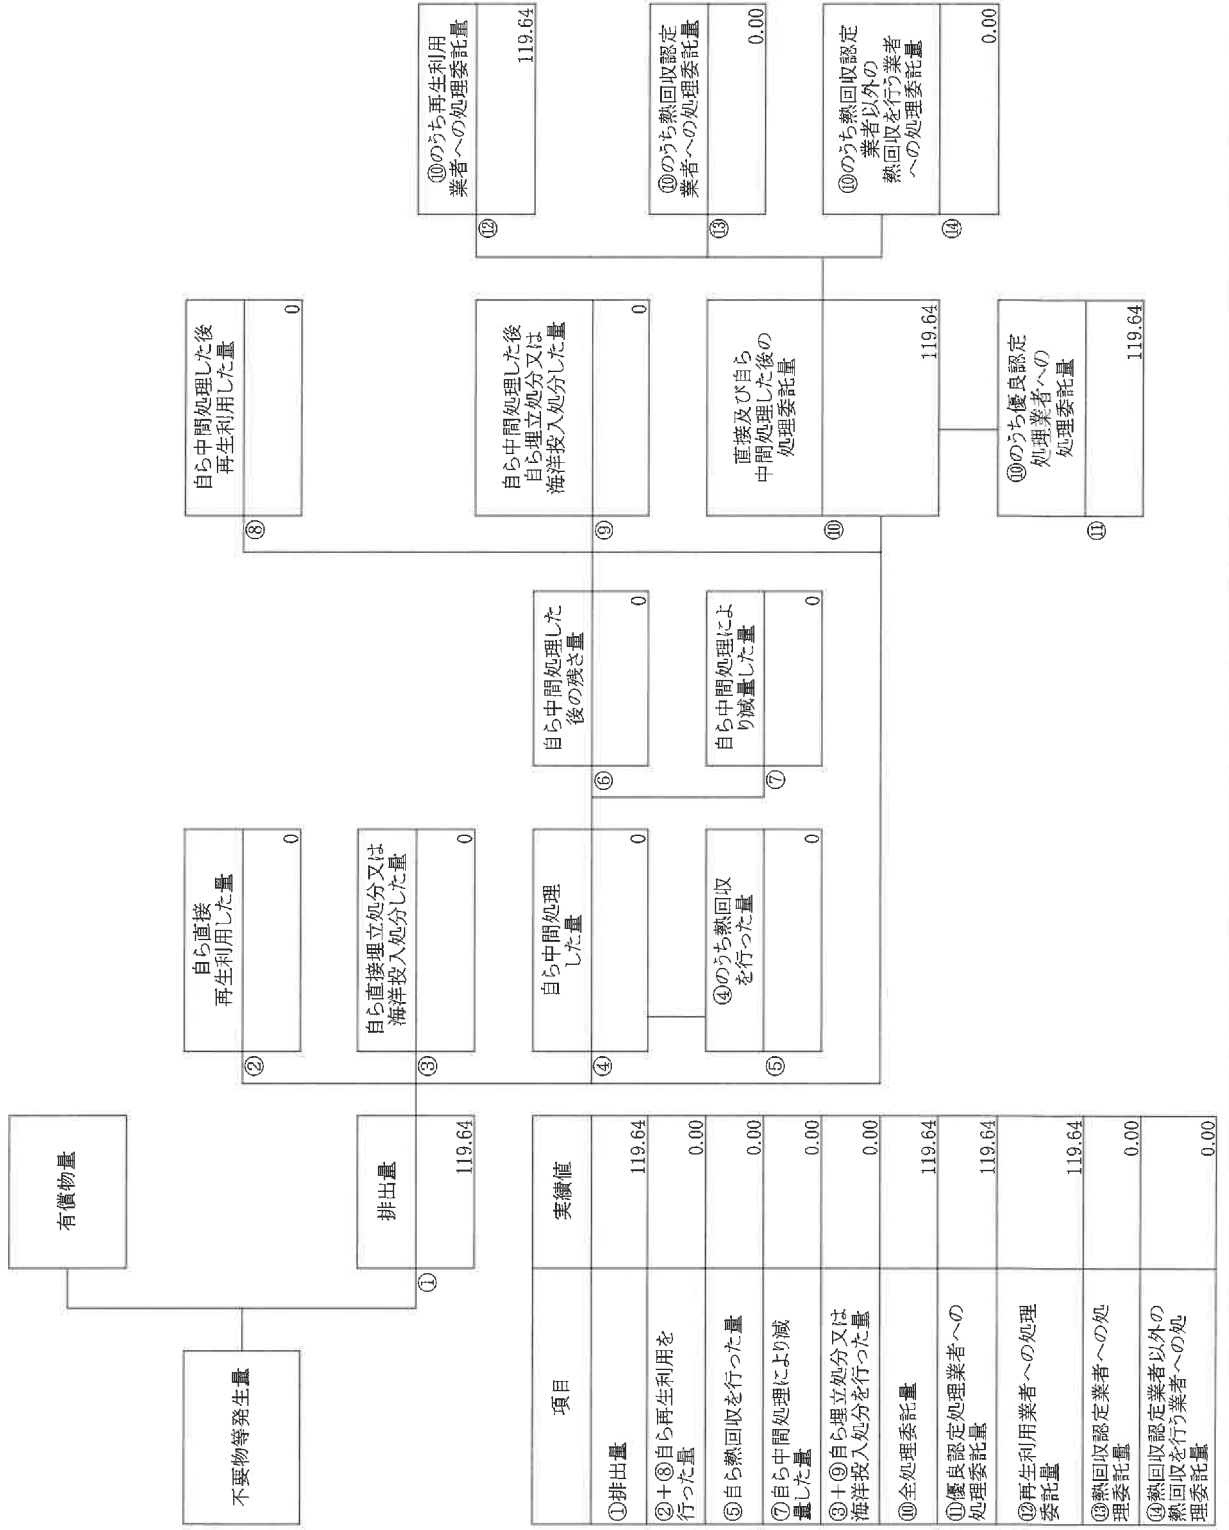 不要物等発生量
有償物量
①
排出量
119.64
②
自ら直接
再生利用した量
0
③
自ら直接埋立処分又は
海洋投入処分した量
0
④
自ら中間処理
した量
0
⑤
④のうち熱回収
を行った量
0
⑥
自ら中間処理した
後の残さ量
0
⑦
自ら中間処理によ
り減量した量
0
⑧
自ら中間処理した後
再生利用した量
0
⑨
自ら中間処理した後
自ら埋立処分又は
海洋投入処分した量
0
⑩
直接及び自ら
中間処理した後の
処理委託量
119.64
⑪
⑩のうち優良認定
処理業者への
処理委託量
119.64
⑫
⑩のうち再生利用
業者への処理委託量
119.64
⑬
⑩のうち熱回収認定
業者への処理委託量
0.00
⑭
⑩のうち熱回収認定
業者以外の
熱回収を行う業者
への処理委託量
0.00
項目
実績値
①排出量
119.64
②+⑧自ら再生利用を
行った量
0.00
⑤自ら熱回収を行った量
0.00
⑦自ら中間処理により減
量した量
0.00
③+⑨自ら埋立処分又は
海洋投入処分を行った量
0.00
⑩全処理委託量
119.64
⑪優良認定処理業者への
処理委託量
119.64
⑫再生利用業者への処理
委託量
119.64
⑬熱回収認定業者への処
理委託量
0.00
⑭熱回収認定業者以外の
熱回収を行う業者への処
理委託量
0.00